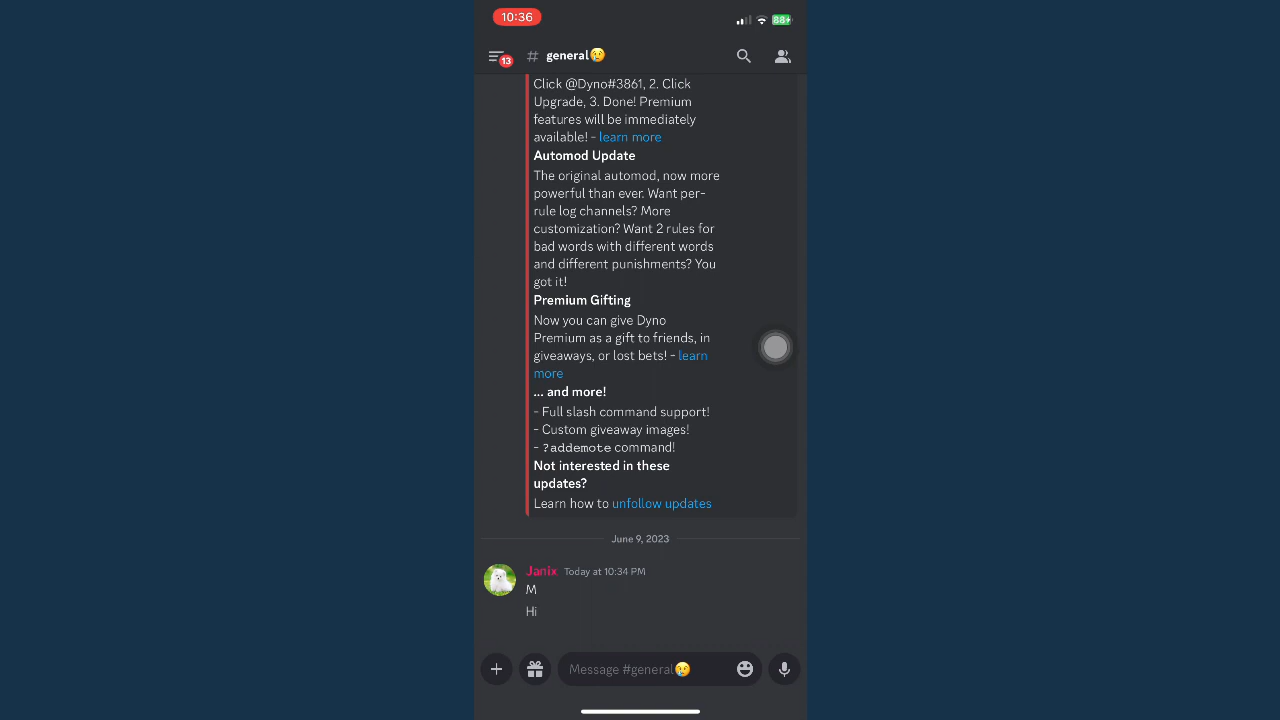 10:36
88+
13
# general😢
Click @Dyno#3861, 2. Click
Upgrade, 3. Done! Premium
features will be immediately
available! - learn more
Automod Update
The original automod, now more
powerful than ever. Want per-
rule log channels? More
customization? Want 2 rules for
bad words with different words
and different punishments? You
got it!
Premium Gifting
Now you can give Dyno
Premium as a gift to friends, in
giveaways, or lost bets! - learn
more
... and more!
- Full slash command support!
- Custom giveaway images!
- ?addemote command!
Not interested in these
updates?
Learn how to unfollow updates
June 9, 2023
Janix Today at 10:34 PM
M
Hi
Message #general😢